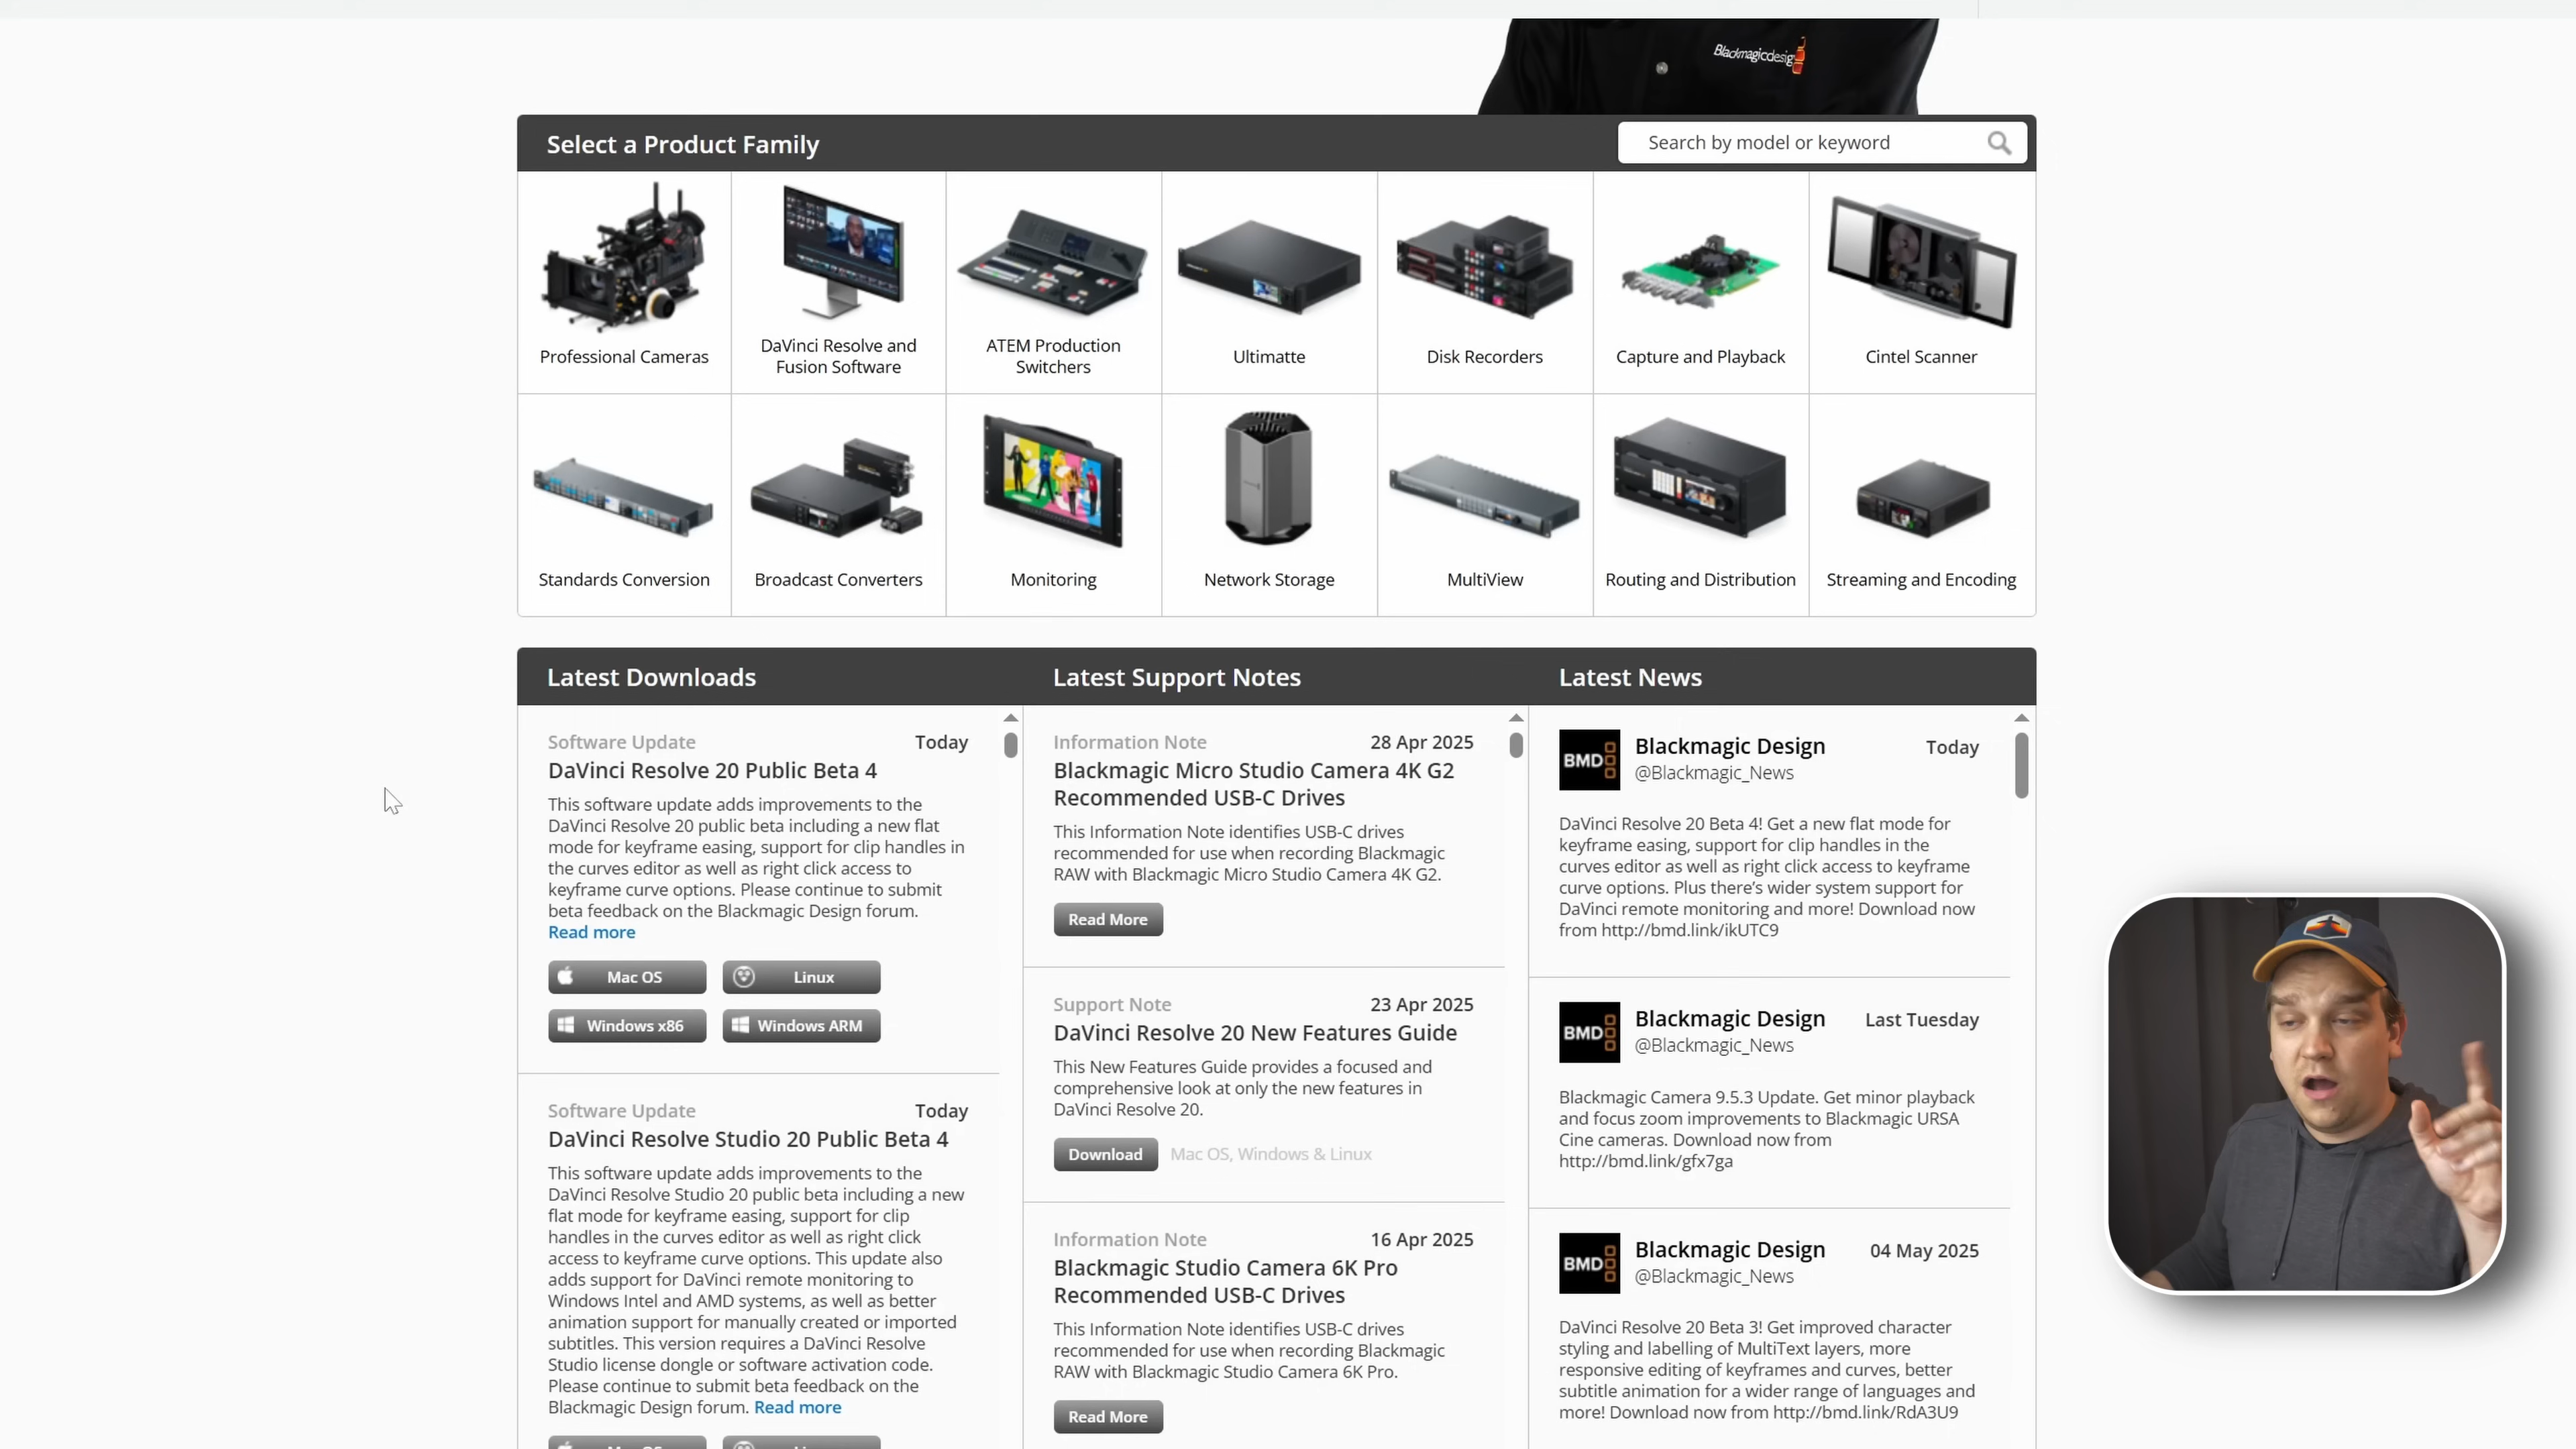 Blackmagicdesign
Select a Product Family
Search by model or keyword
Professional Cameras
DaVinci Resolve and
Fusion Software
ATEM Production
Switchers
Ultimatte
Disk Recorders
Capture and Playback
Cintel Scanner
Standards Conversion
Broadcast Converters
Monitoring
Network Storage
MultiView
Routing and Distribution
Streaming and Encoding
Latest Downloads
Software Update Today
DaVinci Resolve 20 Public Beta 4
This software update adds improvements to the
DaVinci Resolve 20 public beta including a new flat
mode for keyframe easing, support for clip handles in
the curves editor as well as right click access to
keyframe curve options. Please continue to submit
beta feedback on the Blackmagic Design forum.
Read more
Mac OS
Linux
Windows x86
Windows ARM
Software Update Today
DaVinci Resolve Studio 20 Public Beta 4
This software update adds improvements to the
DaVinci Resolve Studio 20 public beta including a new
flat mode for keyframe easing, support for clip
handles in the curves editor as well as right click
access to keyframe curve options. This update also
adds support for DaVinci remote monitoring to
Windows Intel and AMD systems, as well as better
animation support for manually created or imported
subtitles. This version requires a DaVinci Resolve
Studio license dongle or software activation code.
Please continue to submit beta feedback on the
Blackmagic Design forum. Read more
Latest Support Notes
Information Note 28 Apr 2025
Blackmagic Micro Studio Camera 4K G2
Recommended USB-C Drives
This Information Note identifies USB-C drives
recommended for use when recording Blackmagic
RAW with Blackmagic Micro Studio Camera 4K G2.
Read More
Support Note 23 Apr 2025
DaVinci Resolve 20 New Features Guide
This New Features Guide provides a focused and
comprehensive look at only the new features in
DaVinci Resolve 20.
Download Mac OS, Windows & Linux
Information Note 16 Apr 2025
Blackmagic Studio Camera 6K Pro
Recommended USB-C Drives
This Information Note identifies USB-C drives
recommended for use when recording Blackmagic
RAW with Blackmagic Studio Camera 6K Pro.
Read More
Latest News
BMD
Blackmagic Design Today
@Blackmagic_News
DaVinci Resolve 20 Beta 4! Get a new flat mode for
keyframe easing, support for clip handles in the
curves editor as well as right click access to keyframe
curve options. Plus there's wider system support for
DaVinci remote monitoring and more! Download now
from http://bmd.link/ikUTC9
BMD
Blackmagic Design Last Tuesday
@Blackmagic_News
Blackmagic Camera 9.5.3 Update. Get minor playback
and focus zoom improvements to Blackmagic URSA
Cine cameras. Download now from
http://bmd.link/gfx7ga
BMD
Blackmagic Design 04 May 2025
@Blackmagic_News
DaVinci Resolve 20 Beta 3! Get improved character
styling and labelling of MultiText layers, more
responsive editing of keyframes and curves, better
subtitle animation for a wider range of languages and
more! Download now from http://bmd.link/RdA3U9